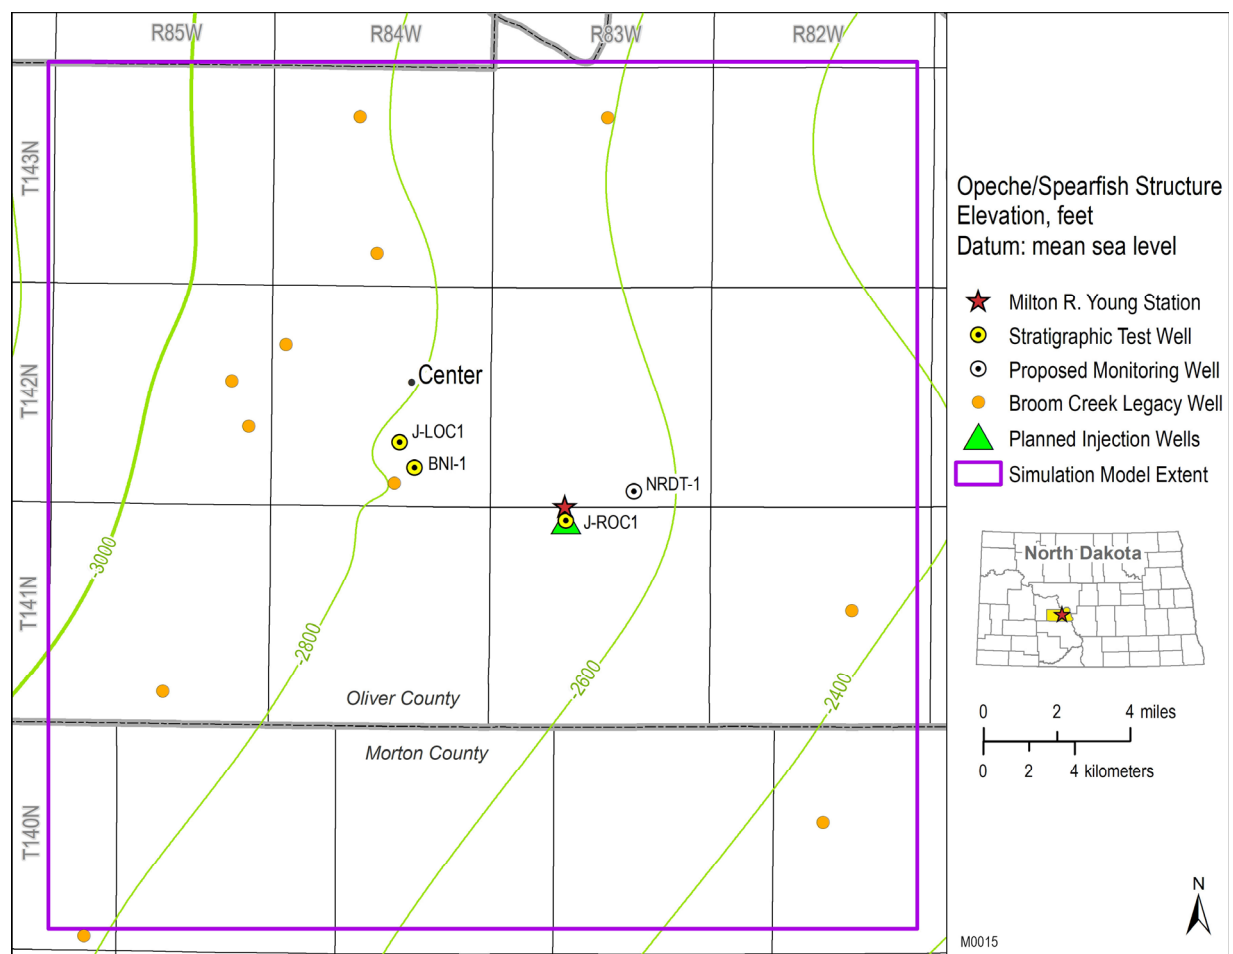 R85W
R84W
R83W
R82W
T143N
T142N
T141N
T140N
Center
J-LOC1
BNI-1
NRDT-1
J-ROC1
-3000
-2800
-2600
-2400
Oliver County
Morton County
Opeche/Spearfish Structure
Elevation, feet
Datum: mean sea level
Milton R. Young Station
Stratigraphic Test Well
Proposed Monitoring Well
Broom Creek Legacy Well
Planned Injection Wells
Simulation Model Extent
North Dakota
0 2 4 miles
0 2 4 kilometers
N
M0015